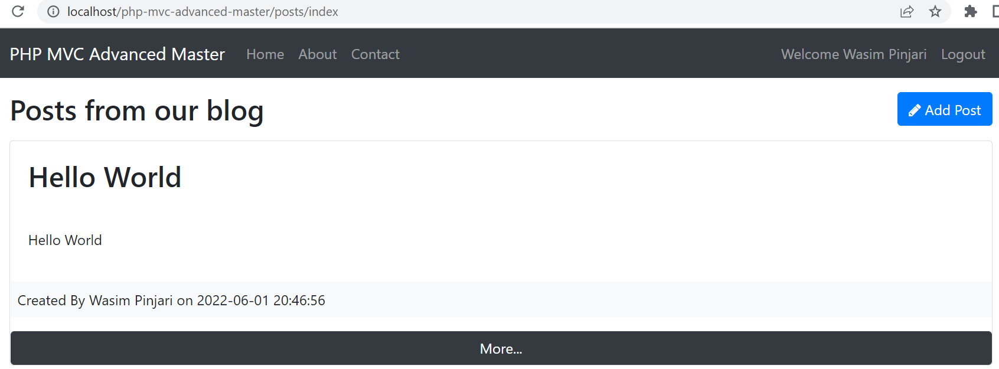 localhost/php-mvc-advanced-master/posts/index
PHP MVC Advanced Master Home About Contact Welcome Wasim Pinjari Logout
Posts from our blog Add Post
Hello World
Hello World
Created By Wasim Pinjari on 2022-06-01 20:46:56
More...